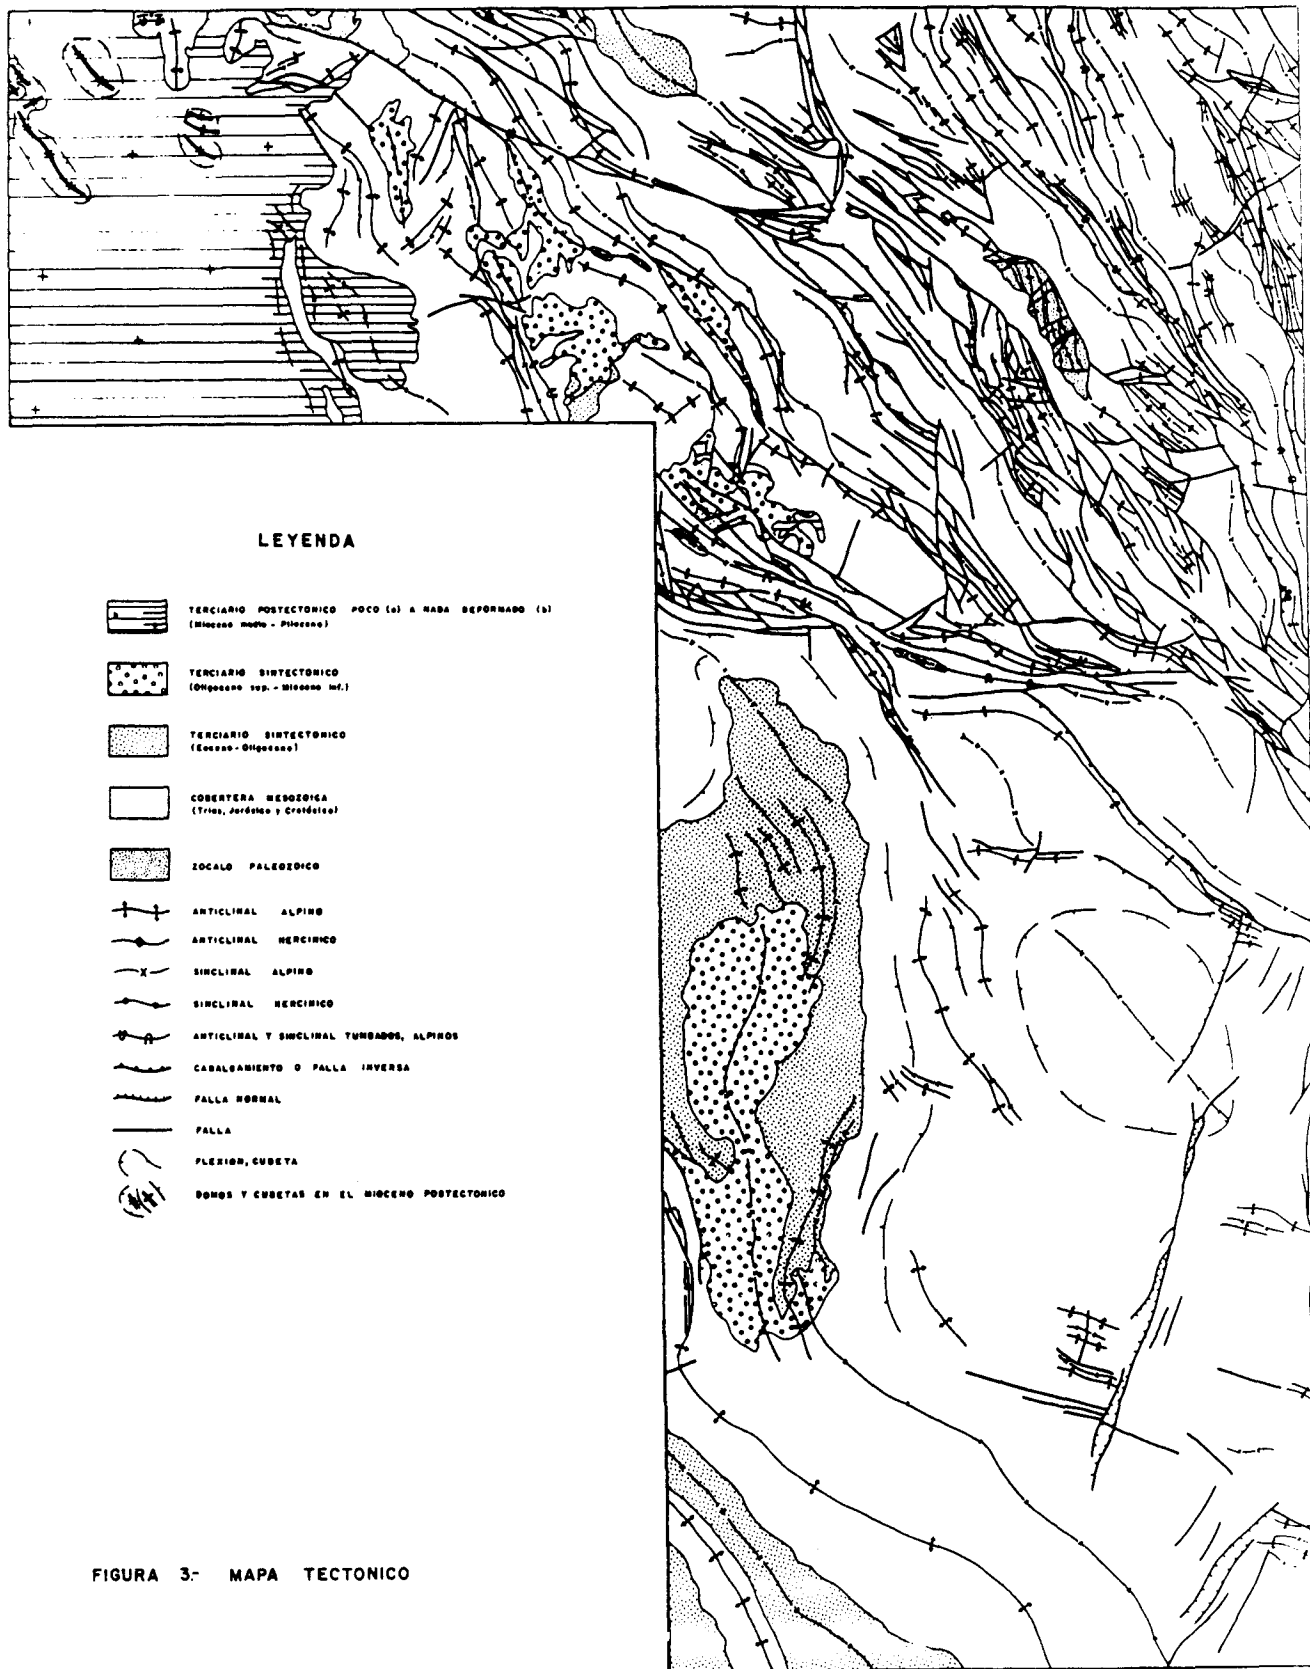 LEYENDA
TERCIARIO POSTECTONICO POCO (a) A NADA DEFORMADO (b)
(Mioceno medio - Plioceno)
TERCIARIO SINTECTONICO
(Oligoceno sup. - Mioceno inf.)
TERCIARIO SINTECTONICO
(Eoceno - Oligoceno)
COBERTERA MESOZOICA
(Trias, Jurásico y Cretácico)
ZOCALO PALEOZOICO
ANTICLINAL ALPINO
ANTICLINAL HERCINICO
SINCLINAL ALPINO
SINCLINAL HERCINICO
ANTICLINAL Y SINCLINAL TUMBADOS, ALPINOS
CABALGAMIENTO O FALLA INVERSA
FALLA NORMAL
FALLA
FLEXION, CUBETA
DOMOS Y CUBETAS EN EL MIOCENO POSTECTONICO
FIGURA 3.- MAPA TECTONICO